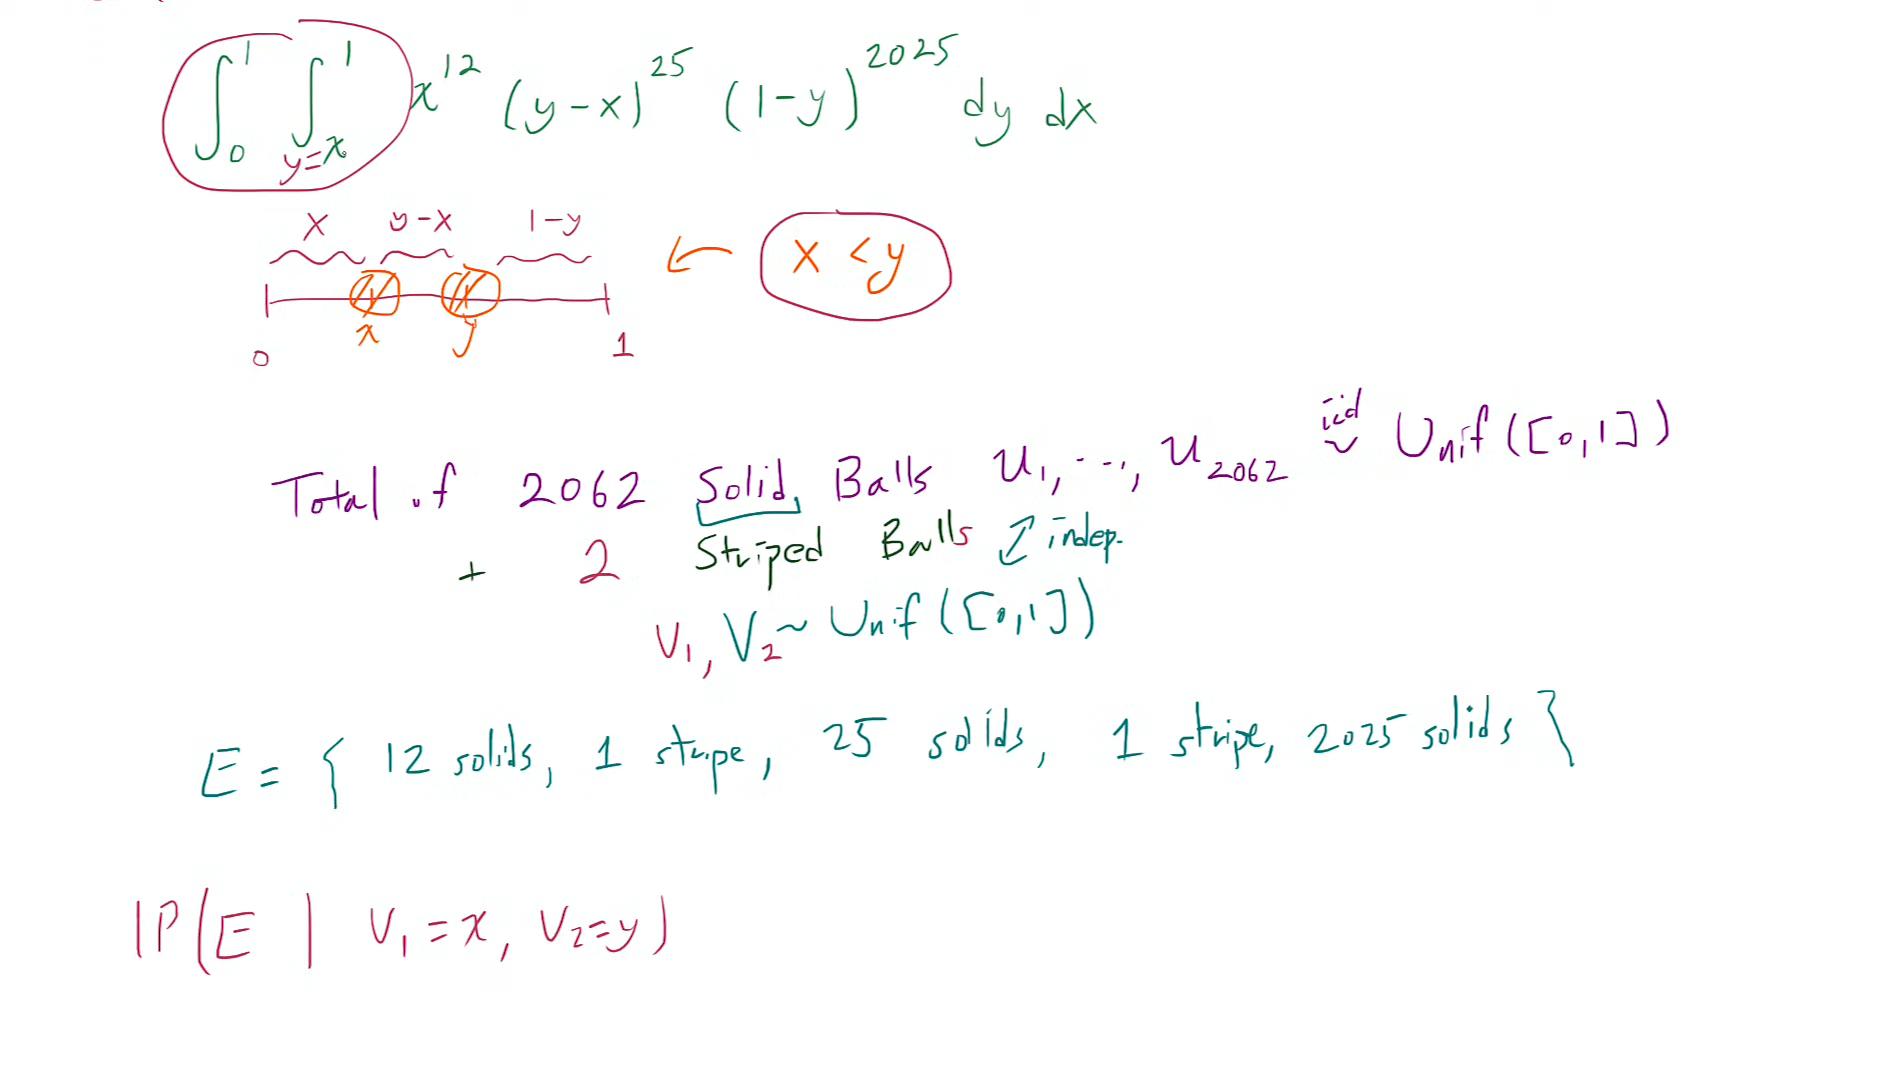 ∫₀¹ ∫_{y=x}^1 x^{12} (y-x)^{25} (1-y)^{2025} dy dx
x y-x 1-y
x < y
x y
0 1
Total of 2062 Solid Balls U₁, ..., U₂₀₆₂ iid ~ Unif([0,1])
+ 2 Striped Balls ↕ indep.
V₁, V₂ ~ Unif([0,1])
E = { 12 solids, 1 stripe, 25 solids, 1 stripe, 2025 solids }
IP(E | V₁ = x, V₂ = y)